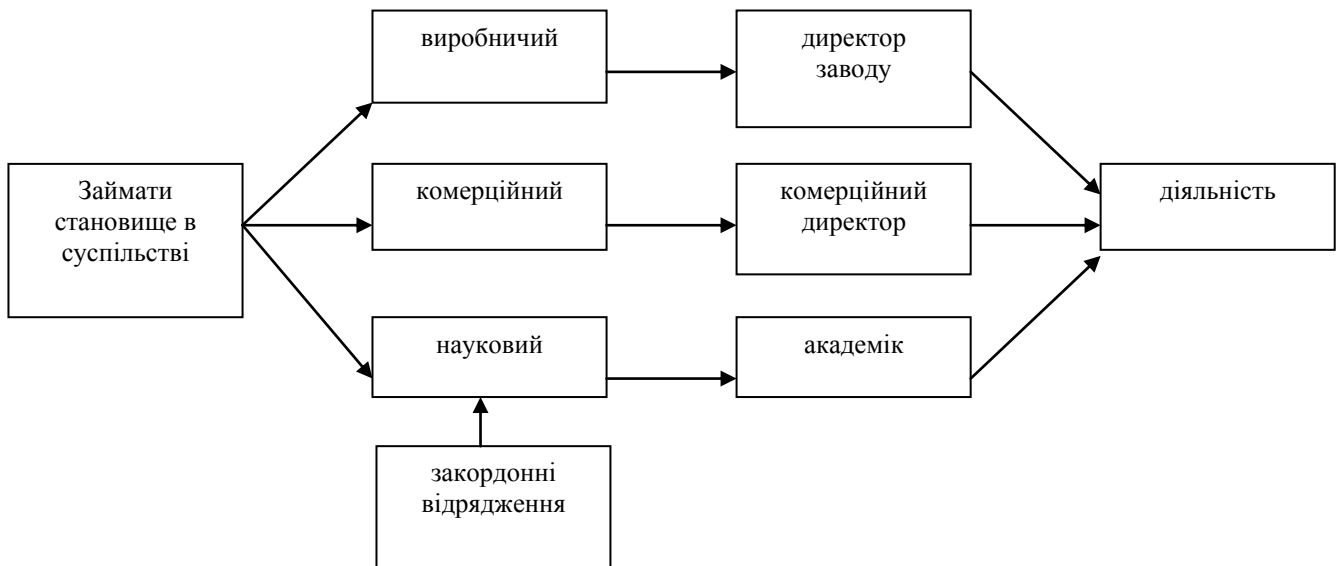 виробничий
директор
заводу
Займати
становище в
суспільстві
комерційний
комерційний
директор
діяльність
науковий
академік
закордонні
відрядження